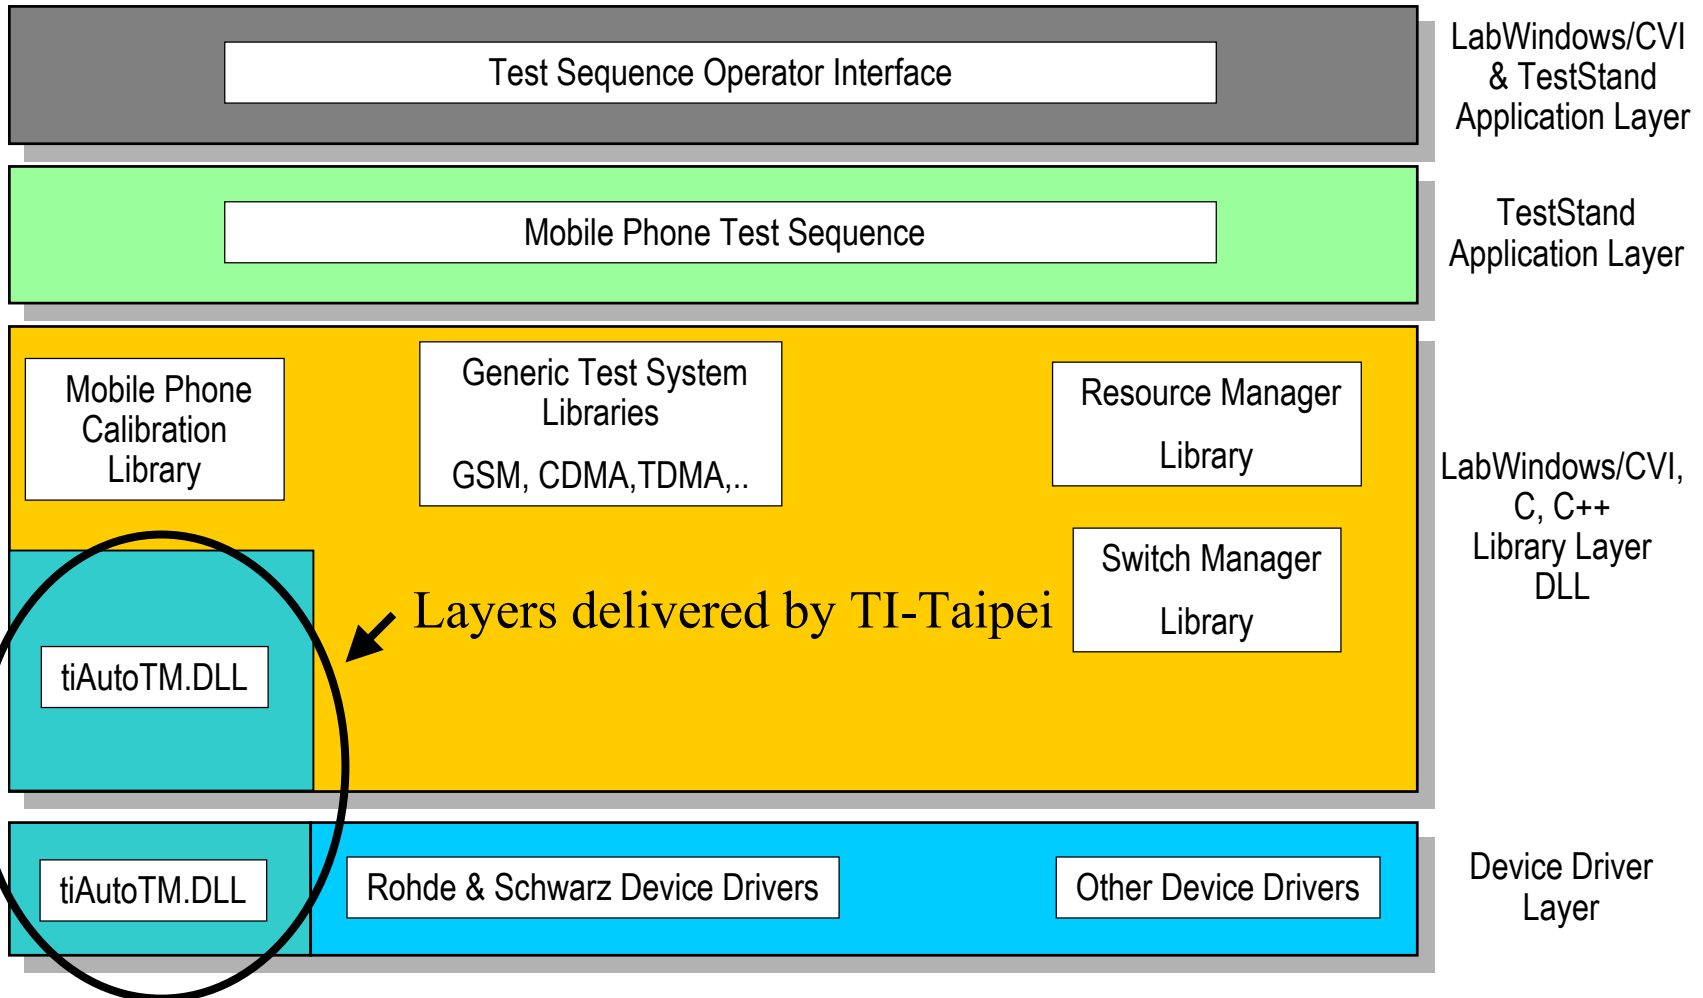 Test Sequence Operator Interface
LabWindows/CVI
& TestStand
Application Layer
Mobile Phone Test Sequence
TestStand
Application Layer
Mobile Phone
Calibration
Library
Generic Test System
Libraries
GSM, CDMA,TDMA,..
Resource Manager
Library
Switch Manager
Library
LabWindows/CVI,
C, C++
Library Layer
DLL
Layers delivered by TI-Taipei
tiAutoTM.DLL
tiAutoTM.DLL
Rohde & Schwarz Device Drivers
Other Device Drivers
Device Driver
Layer